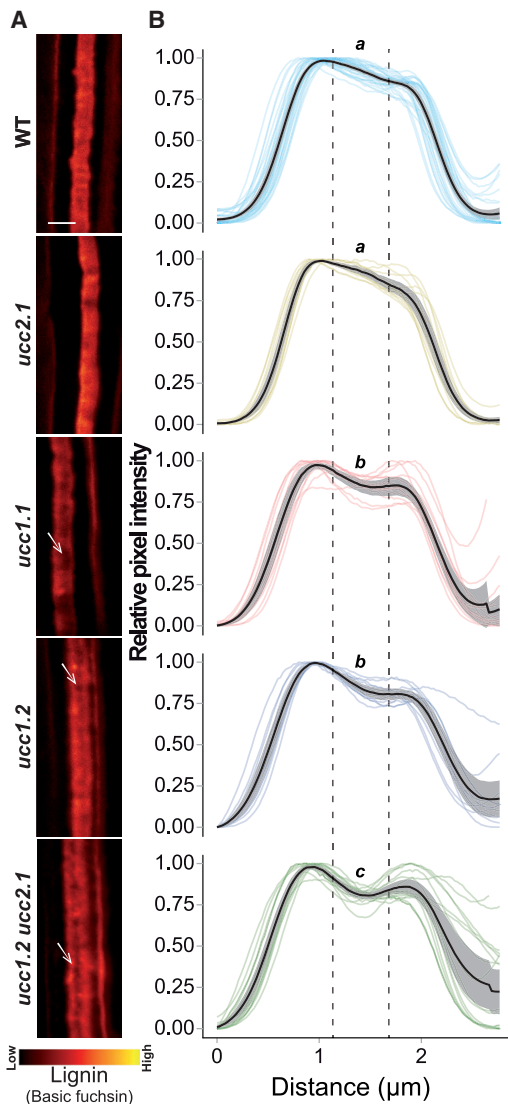 A
B
WT
ucc2.1
ucc1.1
ucc1.2
ucc1.2 ucc2.1
Low
High
Lignin
(Basic fuchsin)
Relative pixel intensity
1.00
0.75
0.50
0.25
0.00
a
1.00
0.75
0.50
0.25
0.00
a
1.00
0.75
0.50
0.25
0.00
b
1.00
0.75
0.50
0.25
0.00
b
1.00
0.75
0.50
0.25
0.00
c
0
1
2
Distance (μm)